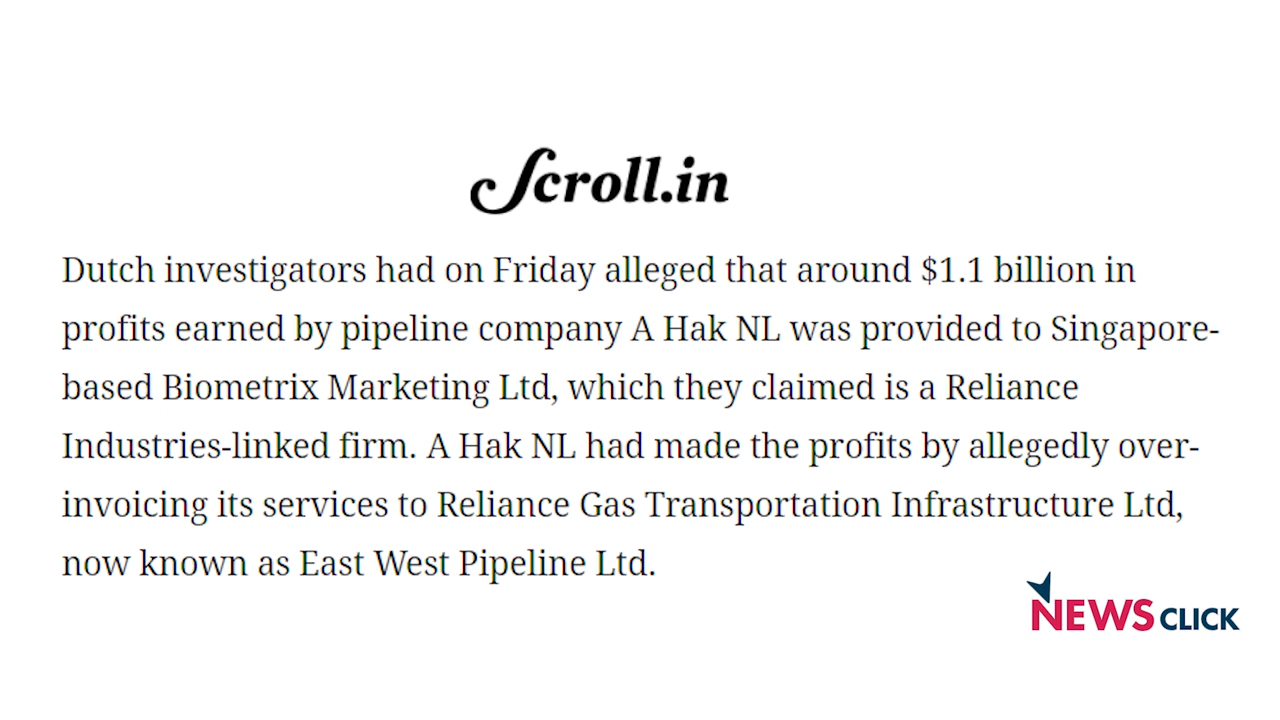 Scroll.in
Dutch investigators had on Friday alleged that around $1.1 billion in
profits earned by pipeline company A Hak NL was provided to Singapore-
based Biometrix Marketing Ltd, which they claimed is a Reliance
Industries-linked firm. A Hak NL had made the profits by allegedly over-
invoicing its services to Reliance Gas Transportation Infrastructure Ltd,
now known as East West Pipeline Ltd.
NEWS CLICK